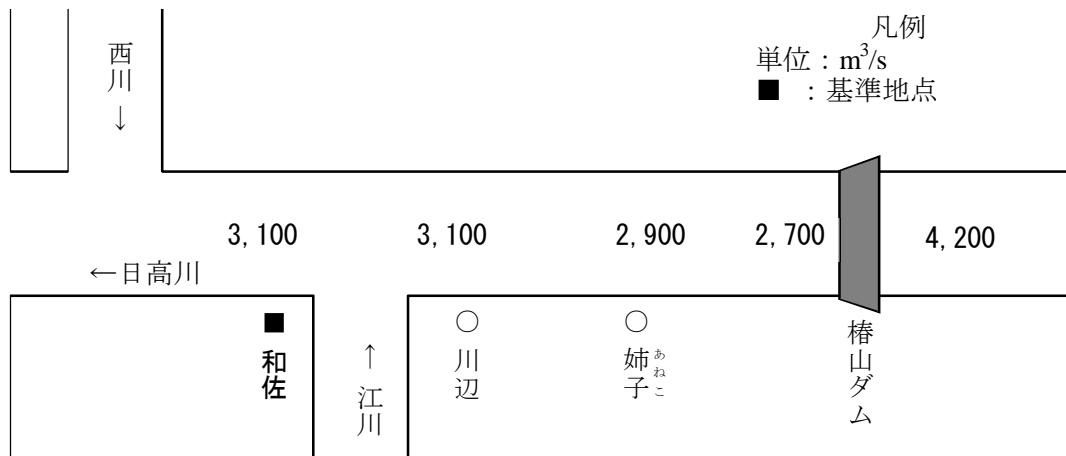 凡例
単位：m³/s
■ ：基準地点
西川
↓
3,100
3,100
2,900
2,700
4,200
←日高川
■
和佐
↑
江川
○
川辺
○
姉子
あねこ
椿山ダム